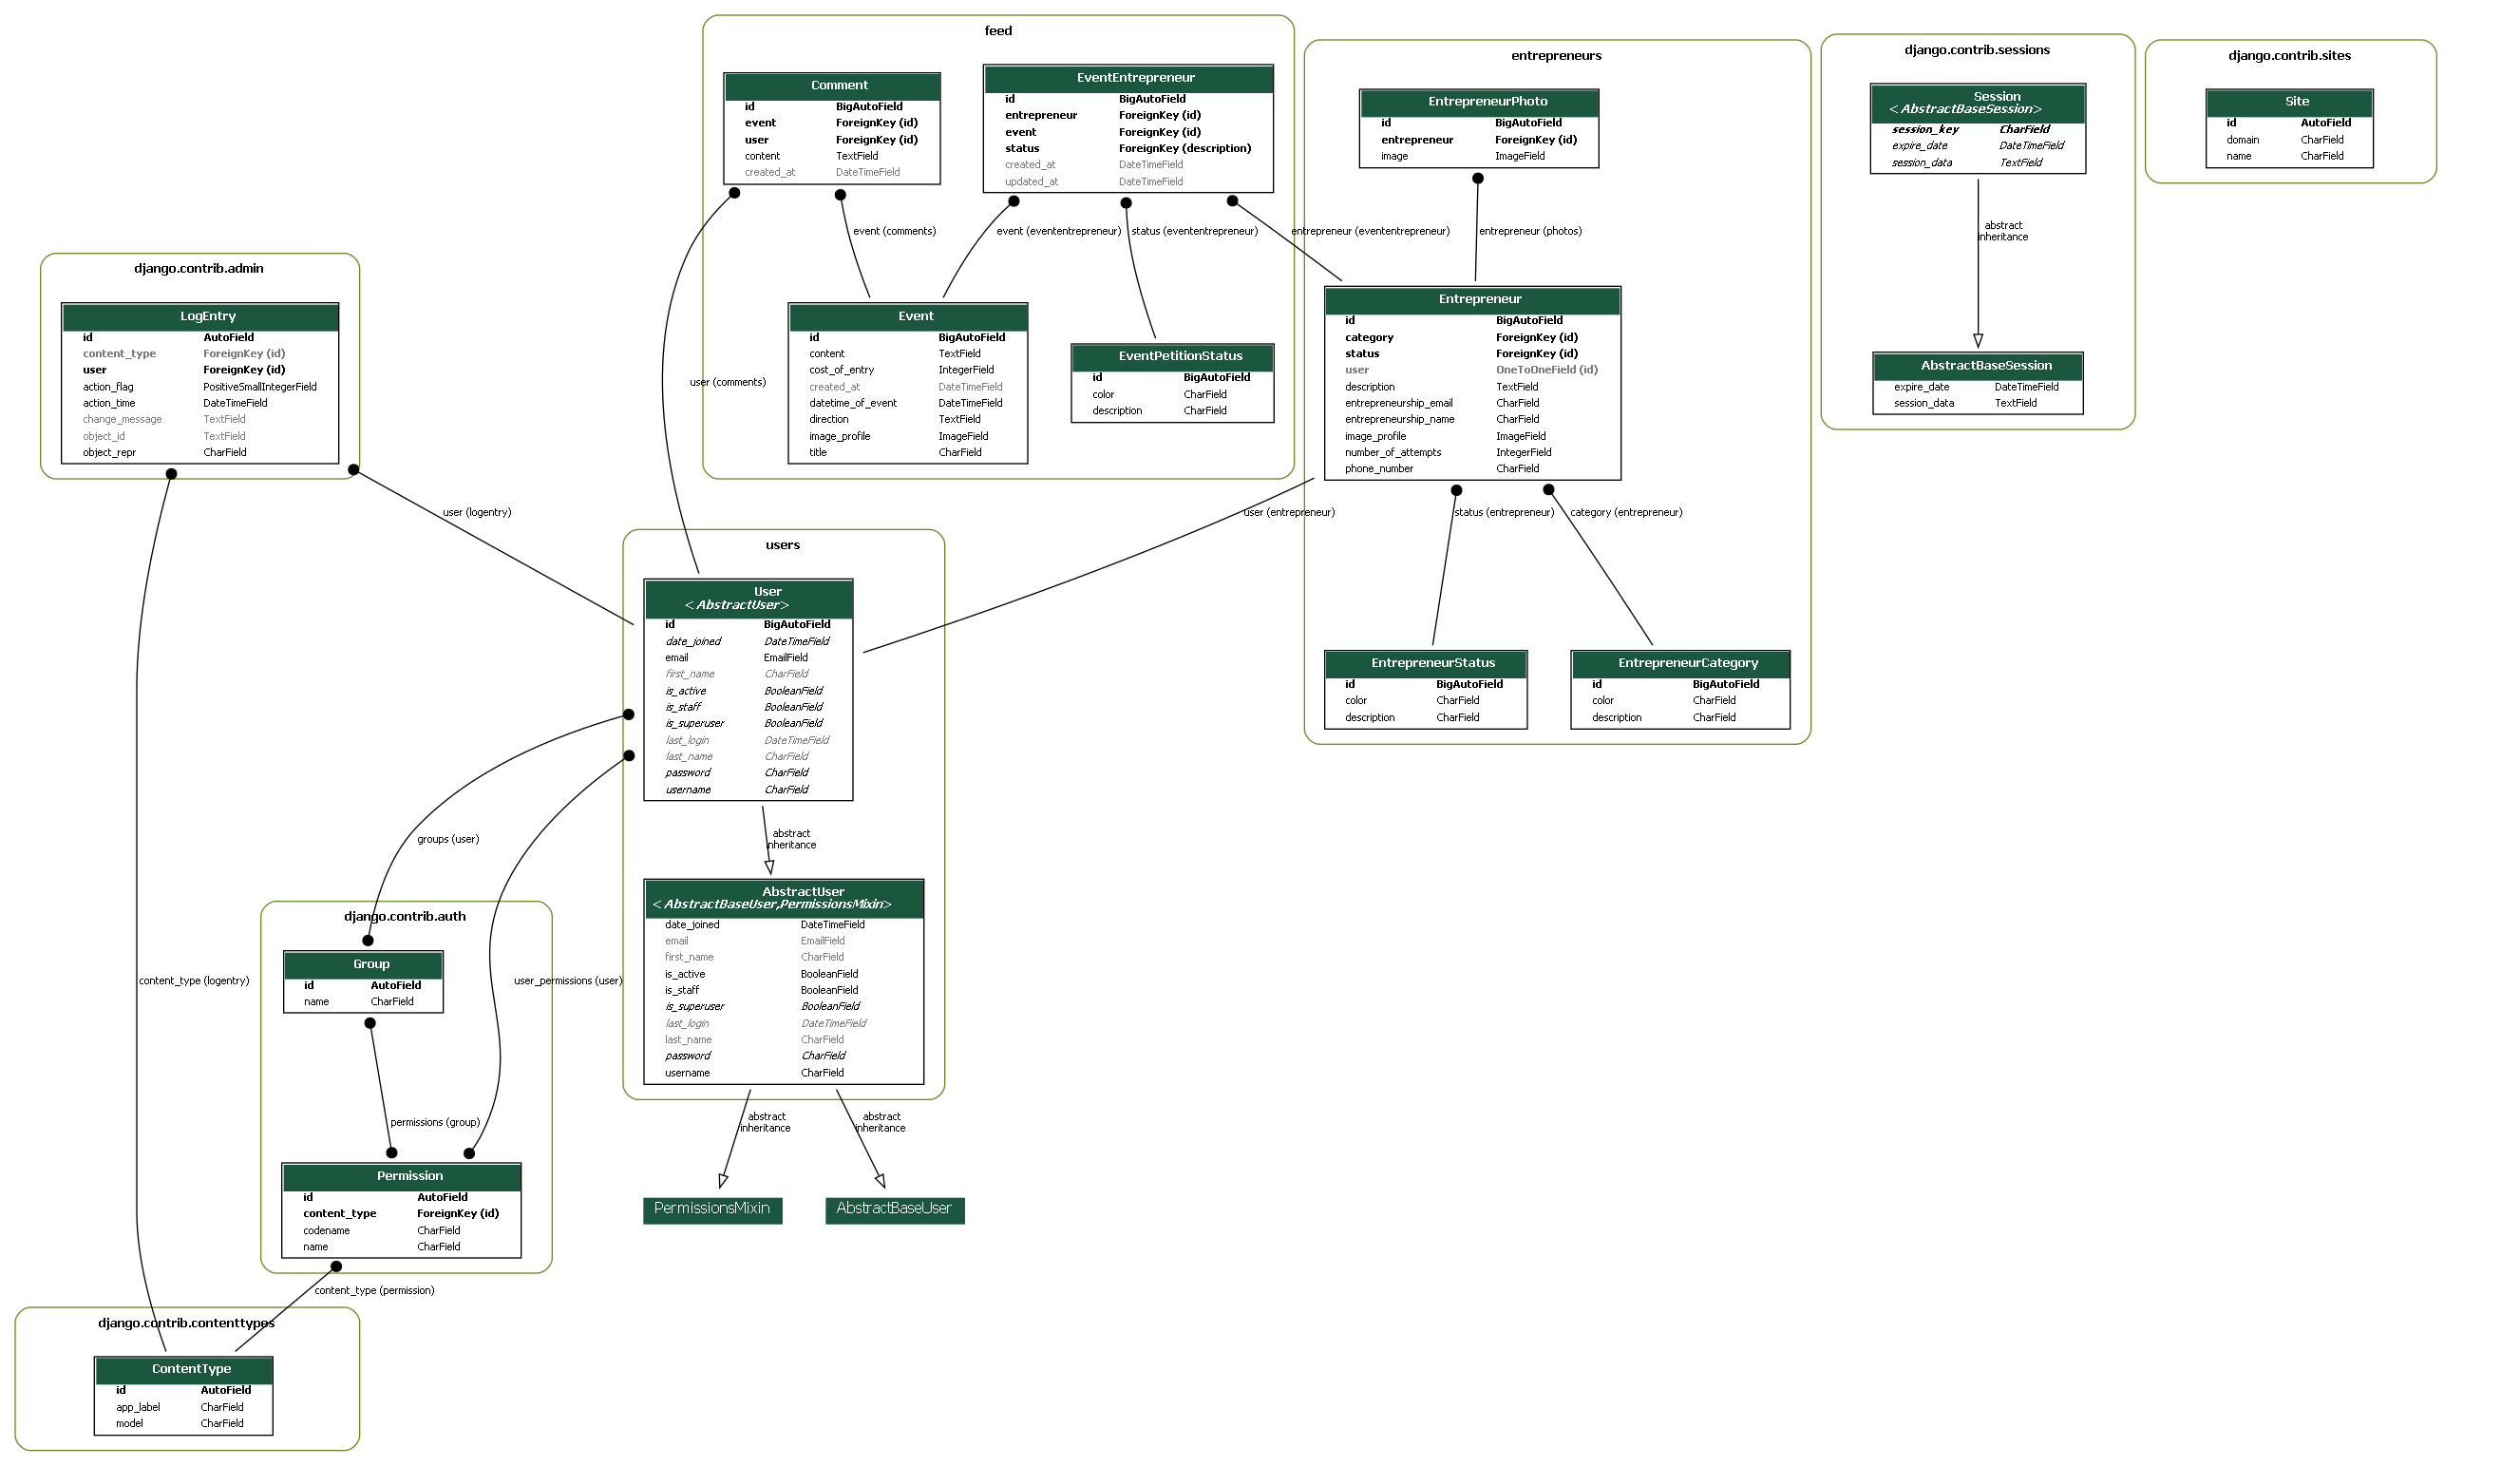 feed
Comment
id BigAutoField
event ForeignKey (id)
user ForeignKey (id)
content TextField
created_at DateTimeField
EventEntrepreneur
id BigAutoField
entrepreneur ForeignKey (id)
event ForeignKey (id)
status ForeignKey (description)
created_at DateTimeField
updated_at DateTimeField
event (comments)
event (evententrepreneur)
status (evententrepreneur)
entrepreneur (evententrepreneur)
user (comments)
Event
id BigAutoField
content TextField
cost_of_entry IntegerField
created_at DateTimeField
datetime_of_event DateTimeField
direction TextField
image_profile ImageField
title CharField
EventPetitionStatus
id BigAutoField
color CharField
description CharField
entrepreneurs
EntrepreneurPhoto
id BigAutoField
entrepreneur ForeignKey (id)
image ImageField
entrepreneur (photos)
Entrepreneur
id BigAutoField
category ForeignKey (id)
status ForeignKey (id)
user OneToOneField (id)
description TextField
entrepreneurship_email CharField
entrepreneurship_name CharField
image_profile ImageField
number_of_attempts IntegerField
phone_number CharField
user (entrepreneur)
status (entrepreneur)
category (entrepreneur)
EntrepreneurStatus
id BigAutoField
color CharField
description CharField
EntrepreneurCategory
id BigAutoField
color CharField
description CharField
django.contrib.sessions
Session
<AbstractBaseSession>
session_key CharField
expire_date DateTimeField
session_data TextField
abstract
inheritance
AbstractBaseSession
expire_date DateTimeField
session_data TextField
django.contrib.sites
Site
id AutoField
domain CharField
name CharField
django.contrib.admin
LogEntry
id AutoField
content_type ForeignKey (id)
user ForeignKey (id)
action_flag PositiveSmallIntegerField
action_time DateTimeField
change_message TextField
object_id TextField
object_repr CharField
user (logentry)
users
User
<AbstractUser>
id BigAutoField
date_joined DateTimeField
email EmailField
first_name CharField
is_active BooleanField
is_staff BooleanField
is_superuser BooleanField
last_login DateTimeField
last_name CharField
password CharField
username CharField
abstract
inheritance
groups (user)
AbstractUser
<AbstractBaseUser,PermissionsMixin>
date_joined DateTimeField
email EmailField
first_name CharField
is_active BooleanField
is_staff BooleanField
is_superuser BooleanField
last_login DateTimeField
last_name CharField
password CharField
username CharField
abstract
inheritance
abstract
inheritance
PermissionsMixin
AbstractBaseUser
django.contrib.auth
Group
id AutoField
name CharField
content_type (logentry)
user_permissions (user)
permissions (group)
Permission
id AutoField
content_type ForeignKey (id)
codename CharField
name CharField
content_type (permission)
django.contrib.contenttypes
ContentType
id AutoField
app_label CharField
model CharField